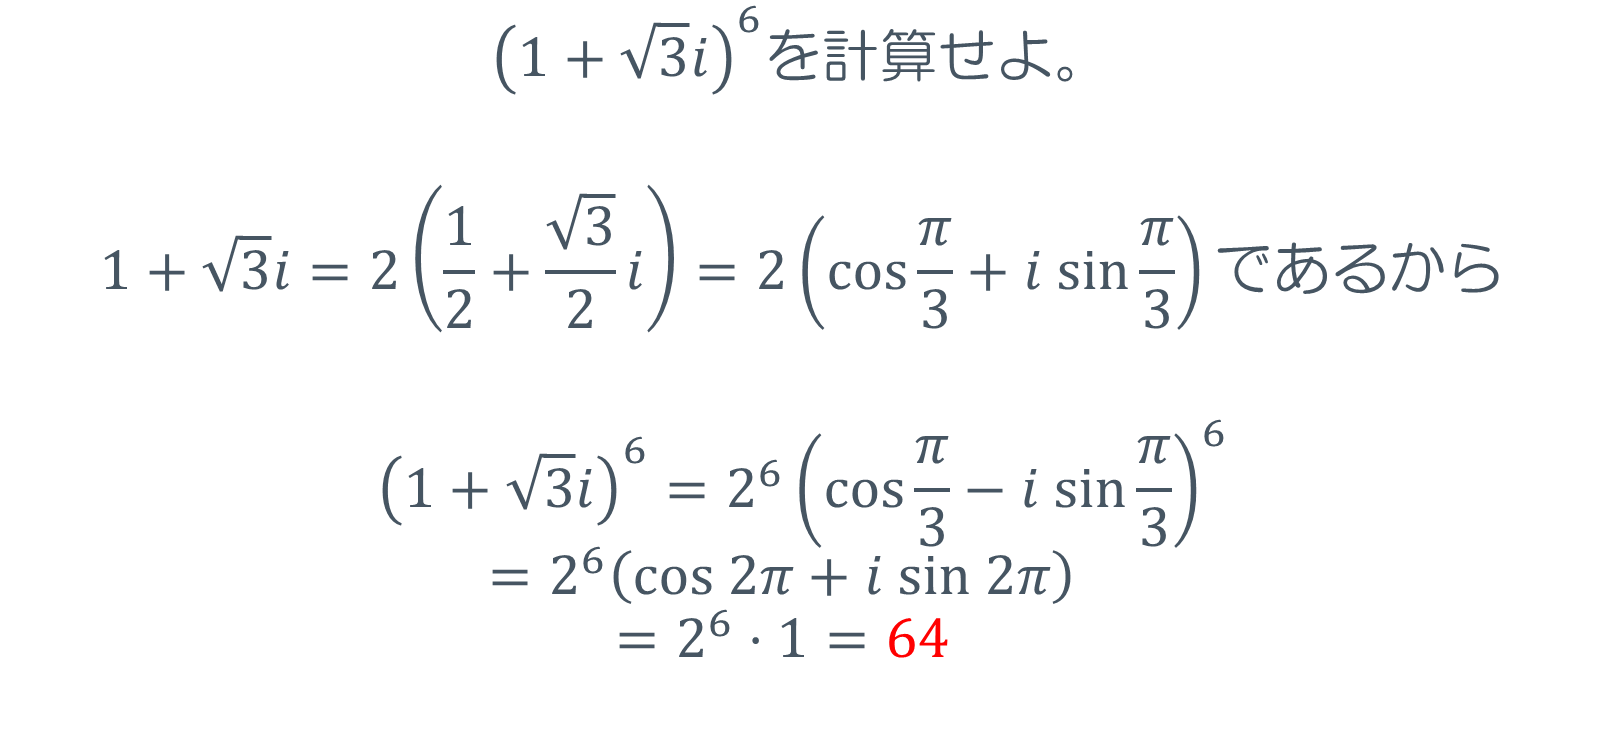 (1 + √3i)⁶を計算せよ。
1 + √3i = 2(1/2 + √3/2 i) = 2(cos π/3 + i sin π/3)であるから
(1 + √3i)⁶ = 2⁶(cos π/3 − i sin π/3)⁶
= 2⁶(cos 2π + i sin 2π)
= 2⁶ · 1 = 64